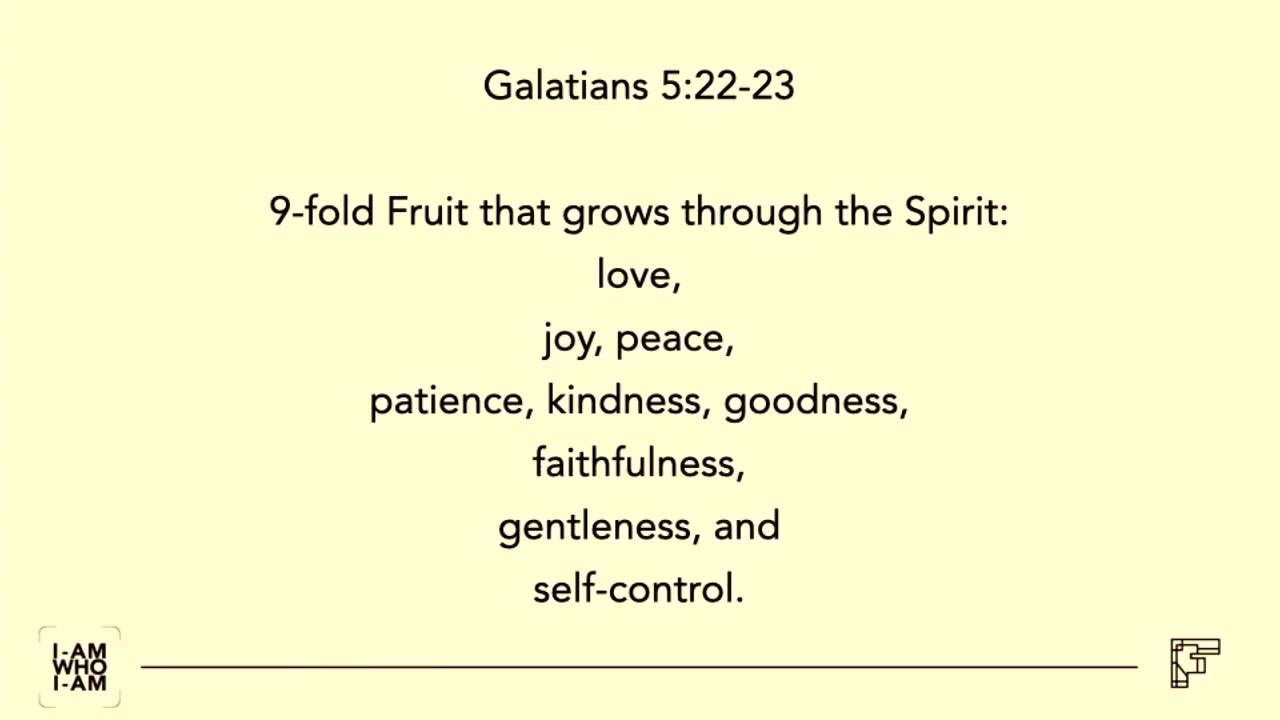 Galatians 5:22-23
9-fold Fruit that grows through the Spirit:
love,
joy, peace,
patience, kindness, goodness,
faithfulness,
gentleness, and
self-control.
I-AM
WHO
I-AM